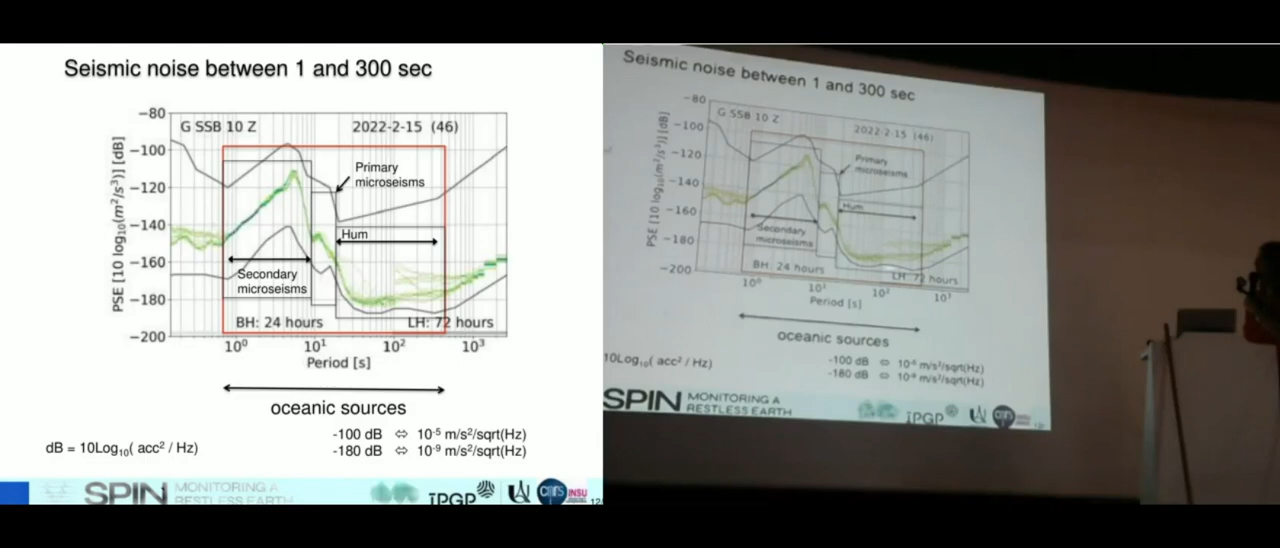 Seismic noise between 1 and 300 sec
G SSB 10 Z
2022-2-15 (46)
Primary
microseisms
Hum
Secondary
microseisms
BH: 24 hours
LH: 72 hours
PSE [10 log₁₀(m²/s³)] [dB]
−80
−100
−120
−140
−160
−180
−200
10⁰ 10¹ 10² 10³
Period [s]
oceanic sources
dB = 10Log₁₀( acc² / Hz)
-100 dB ⇔ 10⁻⁵ m/s²/sqrt(Hz)
-180 dB ⇔ 10⁻⁹ m/s²/sqrt(Hz)
SPIN MONITORING A
RESTLESS EARTH
IPGP
cnrs
INSU
12
Seismic noise between 1 and 300 sec
G SSB 10 Z
2022-2-15 (46)
Primary
microseisms
Hum
Secondary
microseisms
BH: 24 hours
LH: 72 hours
PSE [10 log₁₀(m²/s³)] [dB]
−80
−100
−120
−140
−160
−180
−200
10⁰ 10¹ 10² 10³
Period [s]
oceanic sources
10Log₁₀( acc² / Hz)
-100 dB ⇔ m/s²/sqrt(Hz)
-180 dB ⇔ m/s²/sqrt(Hz)
SPIN MONITORING A
RESTLESS EARTH
IPGP